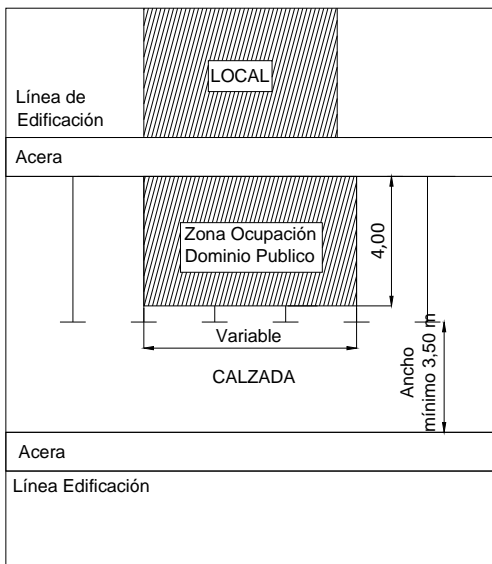 LOCAL
Línea de
Edificación
Acera
Zona Ocupación
Dominio Publico
4,00
Variable
CALZADA
Ancho
mínimo 3,50 m
Acera
Línea Edificación